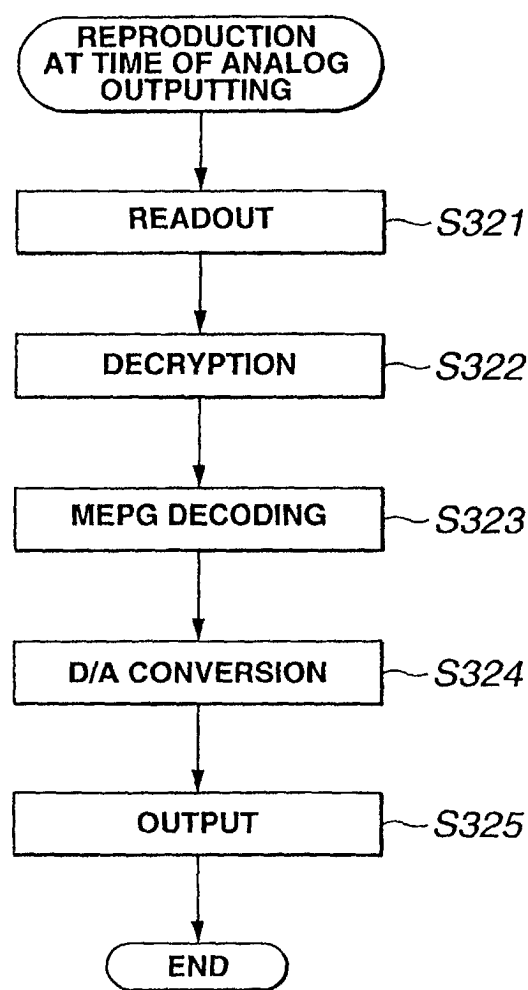 REPRODUCTION
AT TIME OF ANALOG
OUTPUTTING
READOUT
S321
DECRYPTION
S322
MEPG DECODING
S323
D/A CONVERSION
S324
OUTPUT
S325
END